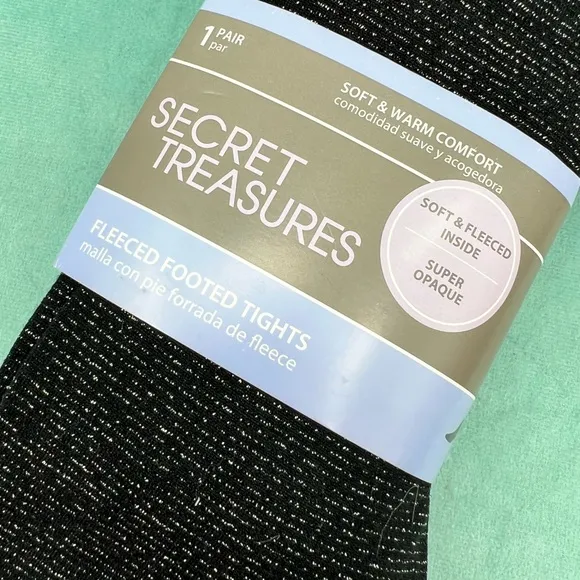 1 PAIR
par
SOFT & WARM COMFORT
comodidad suave y acogedora
SECRET
TREASURES
SOFT & FLEECED
INSIDE
SUPER
OPAQUE
FLEECED FOOTED TIGHTS
malla con pie forrada de fleece